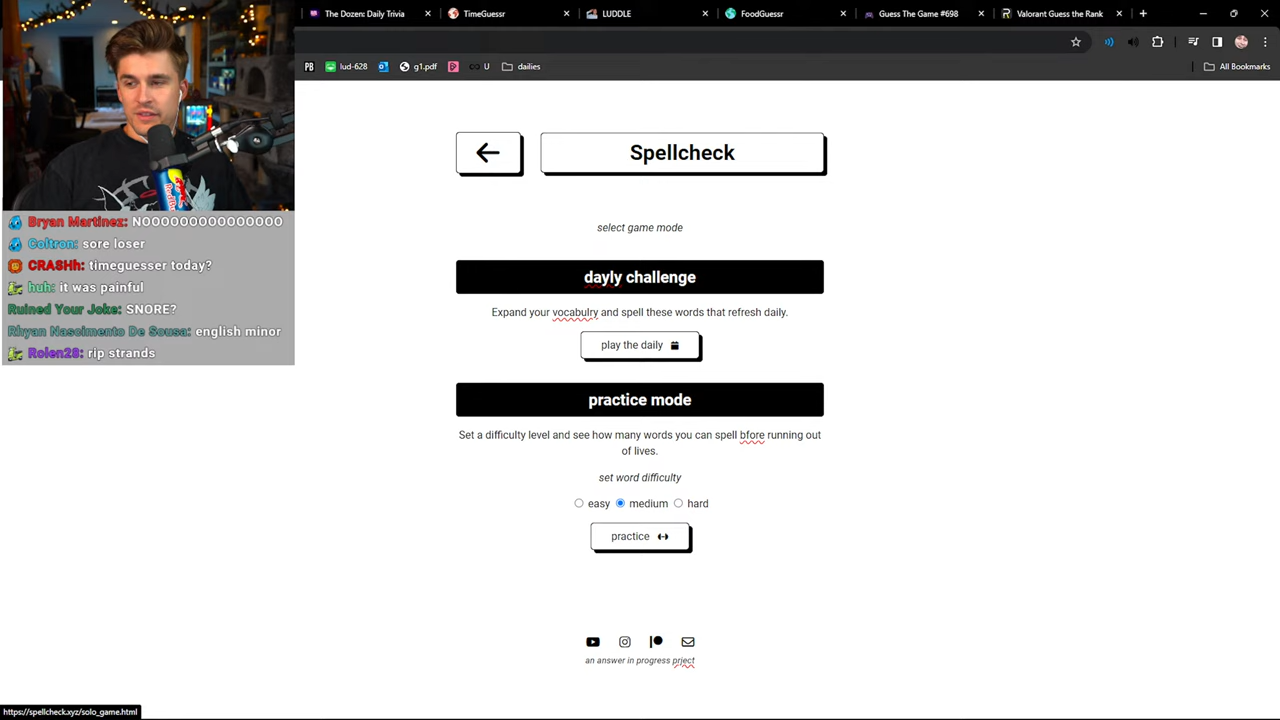 The Dozen: Daily Trivia
TimeGuessr
LUDDLE
FoodGuessr
Guess The Game #696
Valorant Guess the Rank
lud-628
g1.pdf
U
dailies
All Bookmarks
Bryan Martinez: NOOOOOOOOOOOOOOO
Coltron: sore loser
CRASHh: timeguesser today?
huh: it was painful
Ruined Your Joke: SNORE?
Rhyan Nascimento De Sousa: english minor
Rolen28: rip strands
Spellcheck
select game mode
dayly challenge
Expand your vocabulry and spell these words that refresh daily.
play the daily
practice mode
Set a difficulty level and see how many words you can spell bfore running out
of lives.
set word difficulty
easy medium hard
practice
an answer in progress prject
https://spellcheck.xyz/solo_game.html